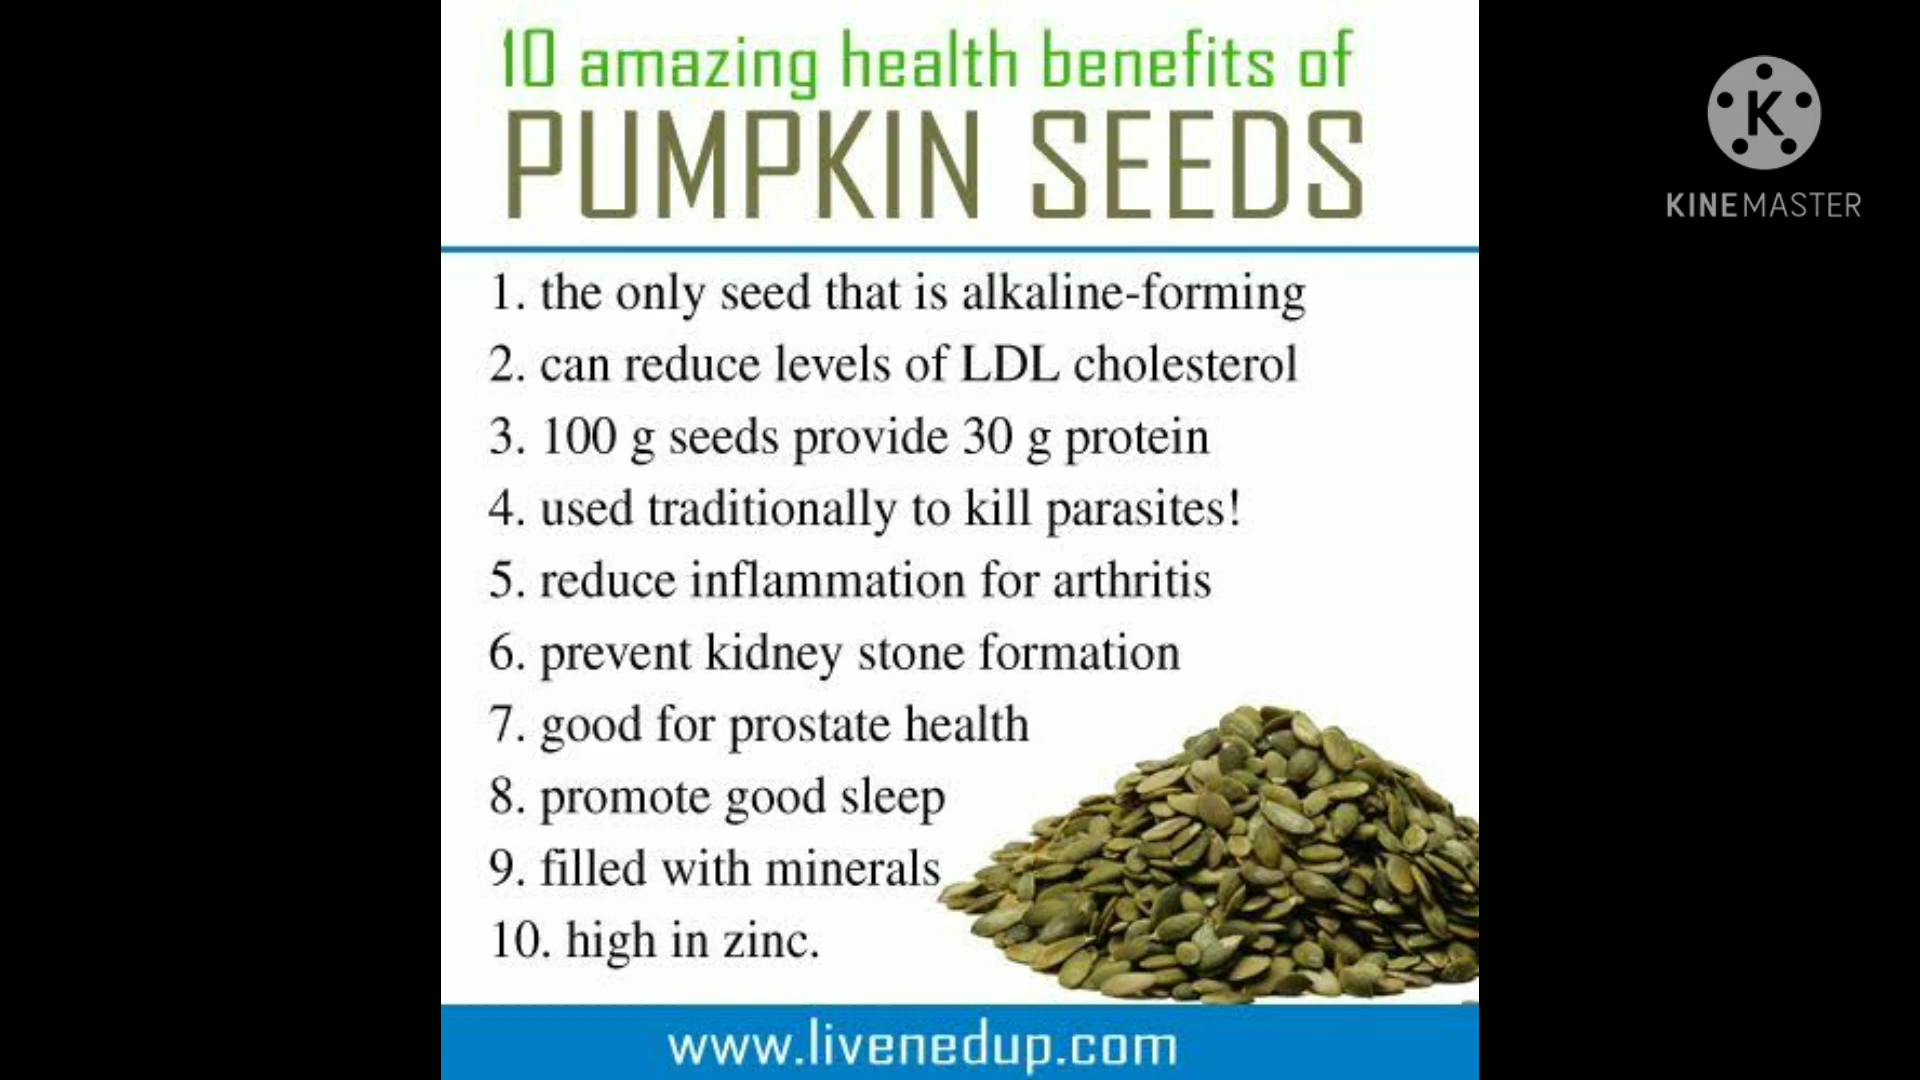 10 amazing health benefits of
PUMPKIN SEEDS
1. the only seed that is alkaline-forming
2. can reduce levels of LDL cholesterol
3. 100 g seeds provide 30 g protein
4. used traditionally to kill parasites!
5. reduce inflammation for arthritis
6. prevent kidney stone formation
7. good for prostate health
8. promote good sleep
9. filled with minerals
10. high in zinc.
www.livenedup.com
K
KINEMASTER